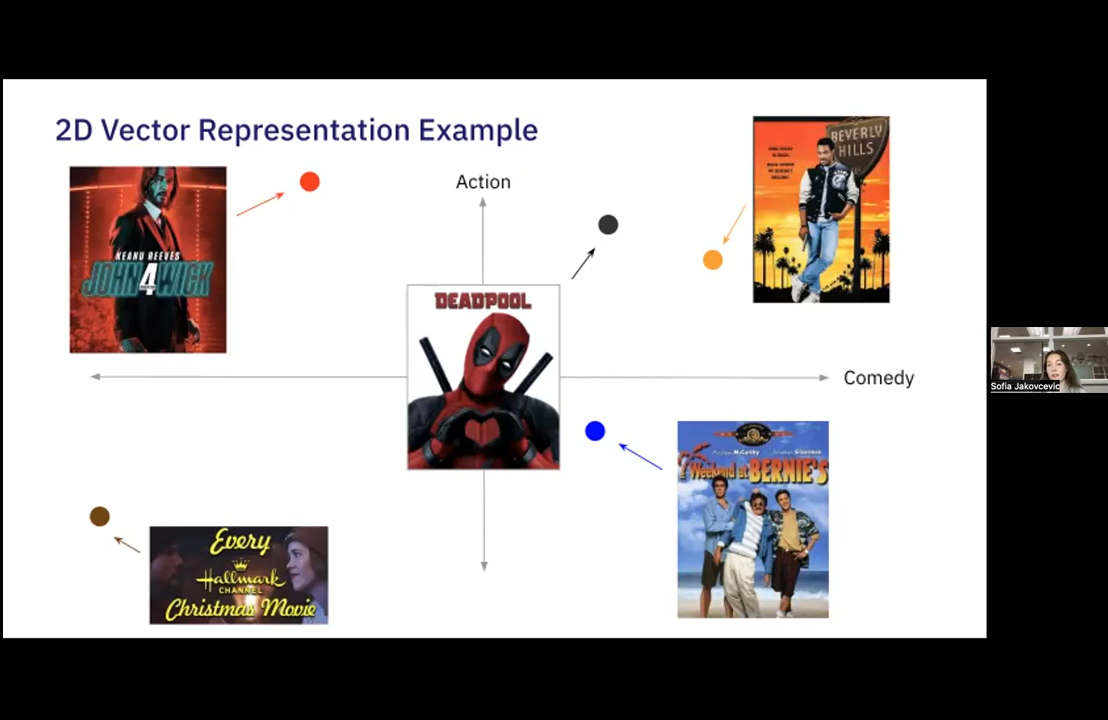 2D Vector Representation Example
BEVERLY
HILLS
Action
KEANU REEVES
JOHN WICK
4
DEADPOOL
Comedy
Sofia Jakovcevic
Weekend at BERNIE'S
Every
Hallmark
CHANNEL
Christmas Movie